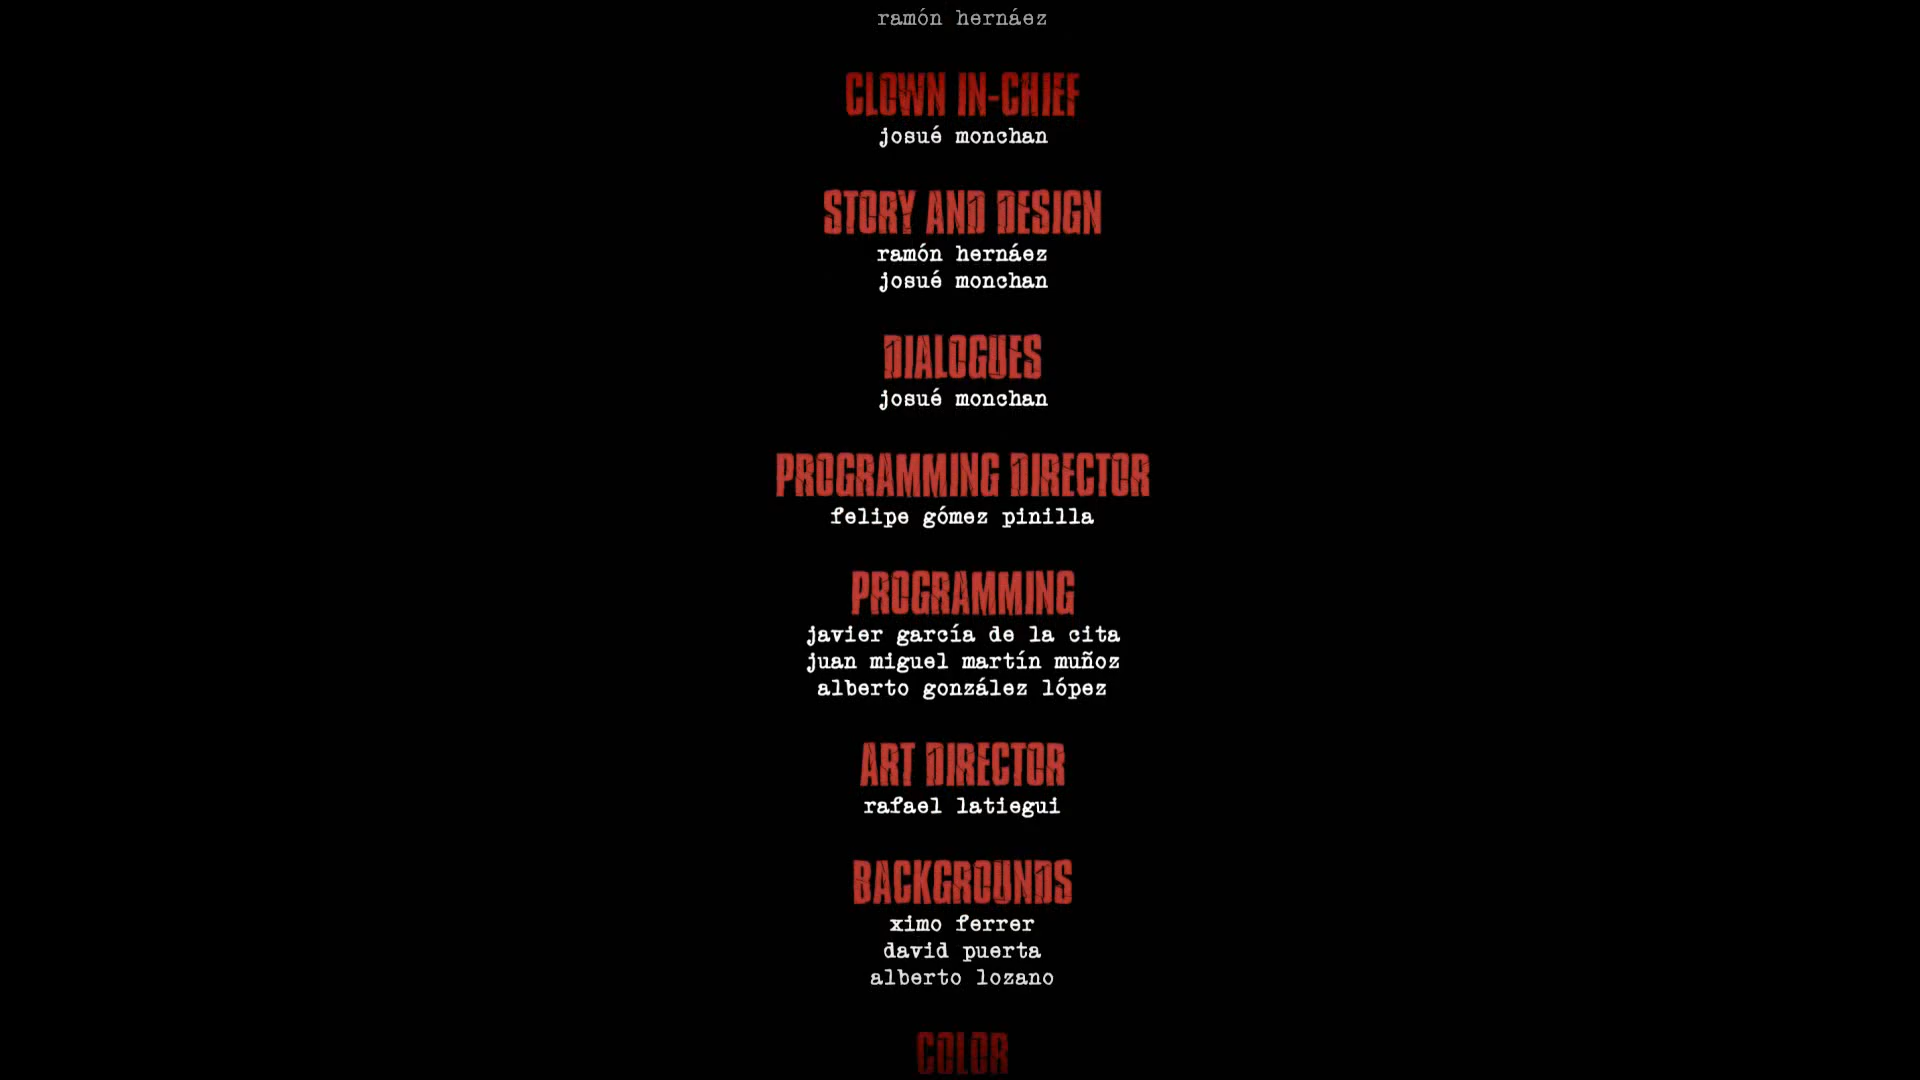 ramón hernáez
CLOWN IN-CHIEF
josué monchan
STORY AND DESIGN
ramón hernáez
josué monchan
DIALOGUES
josué monchan
PROGRAMMING DIRECTOR
felipe gómez pinilla
PROGRAMMING
javier garcía de la cita
juan miguel martín muñoz
alberto gonzález lópez
ART DIRECTOR
rafael latiegui
BACKGROUNDS
ximo ferrer
david puerta
alberto lozano
COLOR